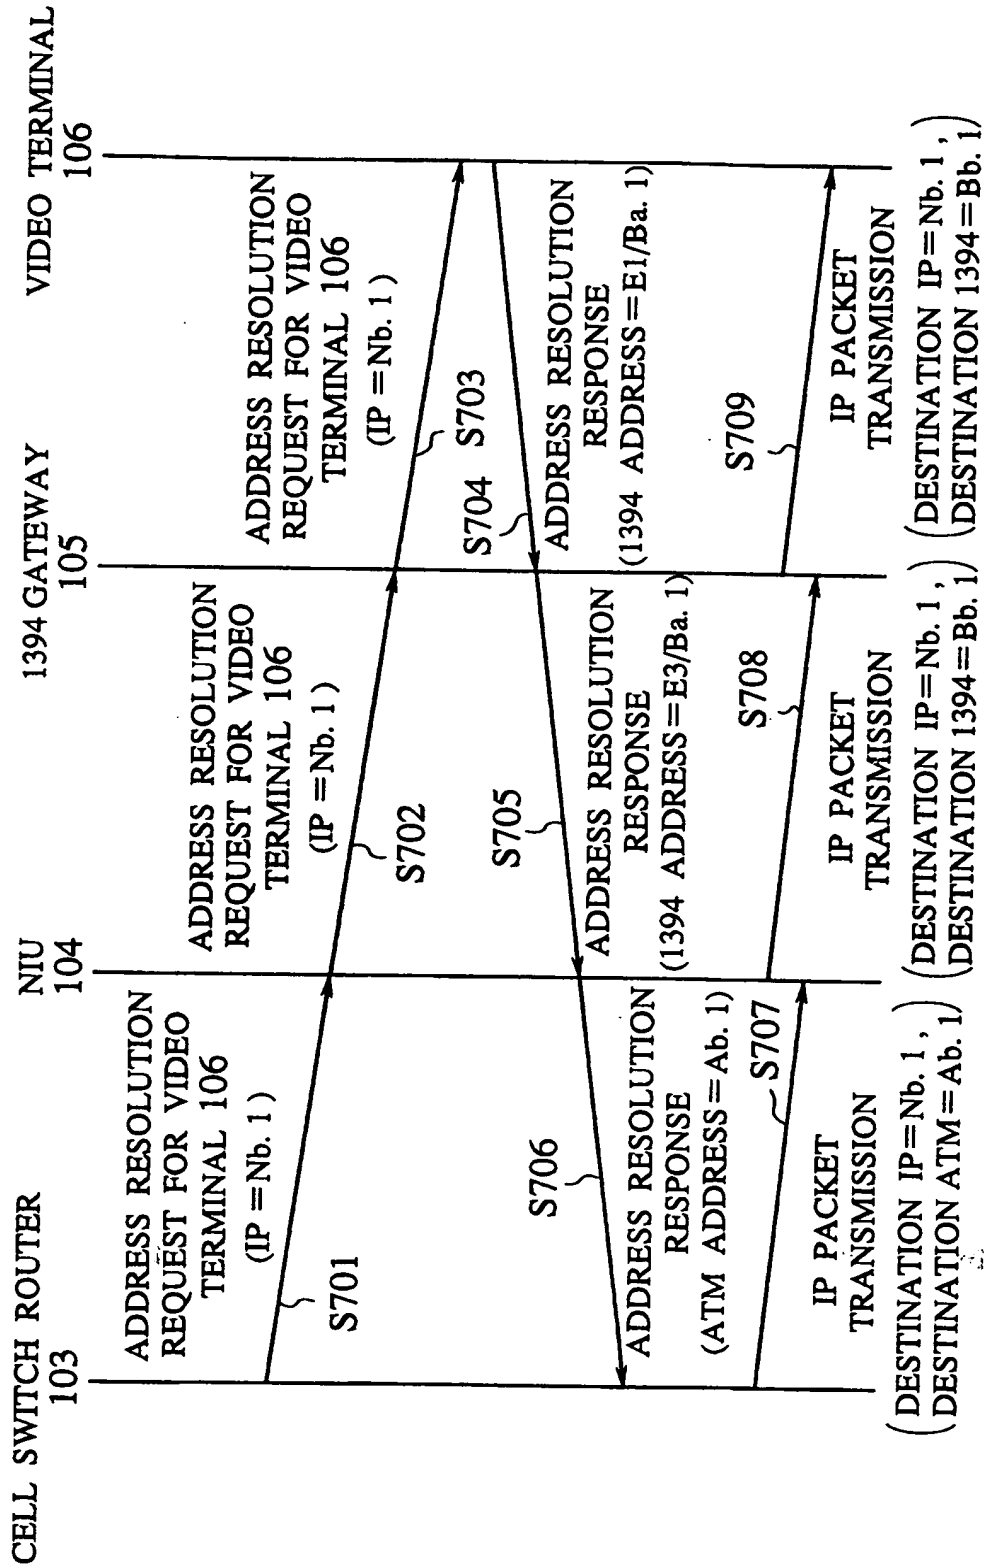 CELL SWITCH ROUTER
103
NIU
104
1394 GATEWAY
105
VIDEO TERMINAL
106
ADDRESS RESOLUTION
REQUEST FOR VIDEO
TERMINAL 106
(IP=Nb. 1)
S701
ADDRESS RESOLUTION
REQUEST FOR VIDEO
TERMINAL 106
(IP=Nb. 1)
S702
ADDRESS RESOLUTION
REQUEST FOR VIDEO
TERMINAL 106
(IP=Nb. 1)
S703
S704
ADDRESS RESOLUTION
RESPONSE
(1394 ADDRESS=E1/Ba. 1)
S705
ADDRESS RESOLUTION
RESPONSE
(1394 ADDRESS=E3/Ba. 1)
S706
ADDRESS RESOLUTION
RESPONSE
(ATM ADDRESS=Ab. 1)
S707
IP PACKET
TRANSMISSION
(DESTINATION IP=Nb. 1,
DESTINATION ATM=Ab. 1)
S708
IP PACKET
TRANSMISSION
(DESTINATION IP=Nb. 1,
DESTINATION 1394=Bb. 1)
S709
IP PACKET
TRANSMISSION
(DESTINATION IP=Nb. 1,
DESTINATION 1394=Bb. 1)